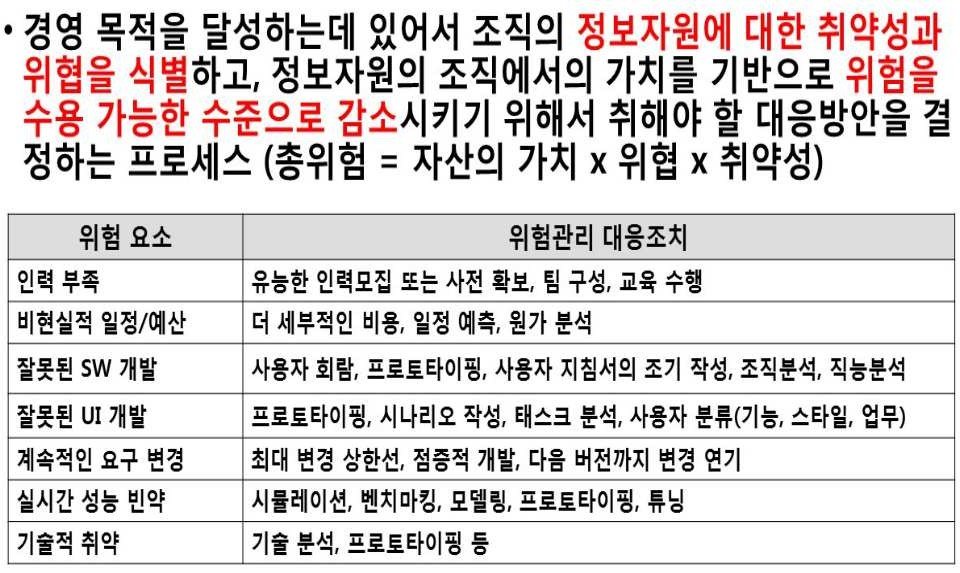 • 경영 목적을 달성하는데 있어서 조직의 정보자원에 대한 취약성과
위협을 식별하고, 정보자원의 조직에서의 가치를 기반으로 위험을
수용 가능한 수준으로 감소시키기 위해서 취해야 할 대응방안을 결
정하는 프로세스 (총위험 = 자산의 가치 x 위협 x 취약성)
위험 요소 위험관리 대응조치
인력 부족 유능한 인력모집 또는 사전 확보, 팀 구성, 교육 수행
비현실적 일정/예산 더 세부적인 비용, 일정 예측, 원가 분석
잘못된 SW 개발 사용자 회람, 프로토타이핑, 사용자 지침서의 조기 작성, 조직분석, 직능분석
잘못된 UI 개발 프로토타이핑, 시나리오 작성, 태스크 분석, 사용자 분류(기능, 스타일, 업무)
계속적인 요구 변경 최대 변경 상한선, 점증적 개발, 다음 버전까지 변경 연기
실시간 성능 빈약 시뮬레이션, 벤치마킹, 모델링, 프로토타이핑, 튜닝
기술적 취약 기술 분석, 프로토타이핑 등